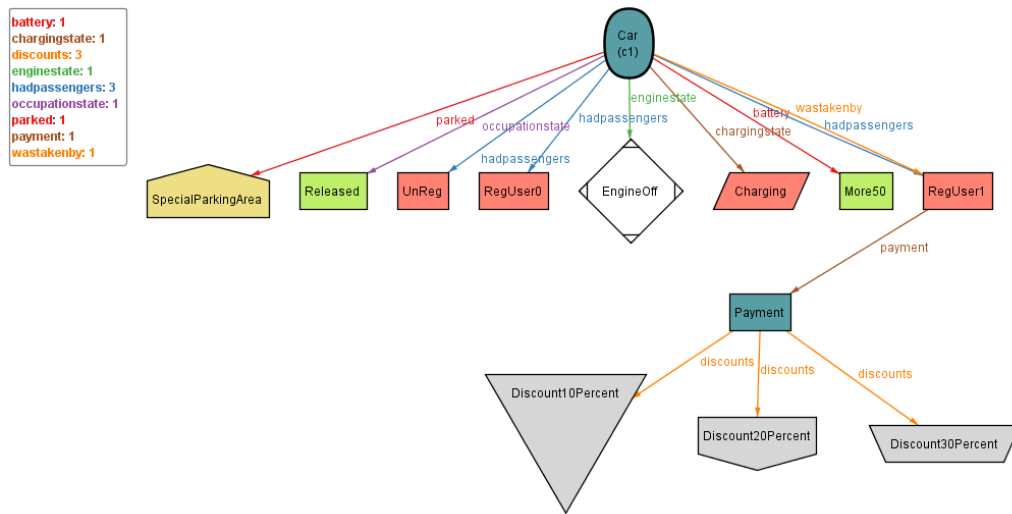 battery: 1
chargingstate: 1
discounts: 3
enginestate: 1
hadpassengers: 3
occupationstate: 1
parked: 1
payment: 1
wastakenby: 1
Car
(c1)
enginestate
wastakenby
parked
occupationstate
hadpassengers
battery
hadpassengers
chargingstate
hadpassengers
SpecialParkingArea
Released
UnReg
RegUser0
EngineOff
Charging
More50
RegUser1
payment
Payment
discounts
discounts
discounts
Discount10Percent
Discount20Percent
Discount30Percent